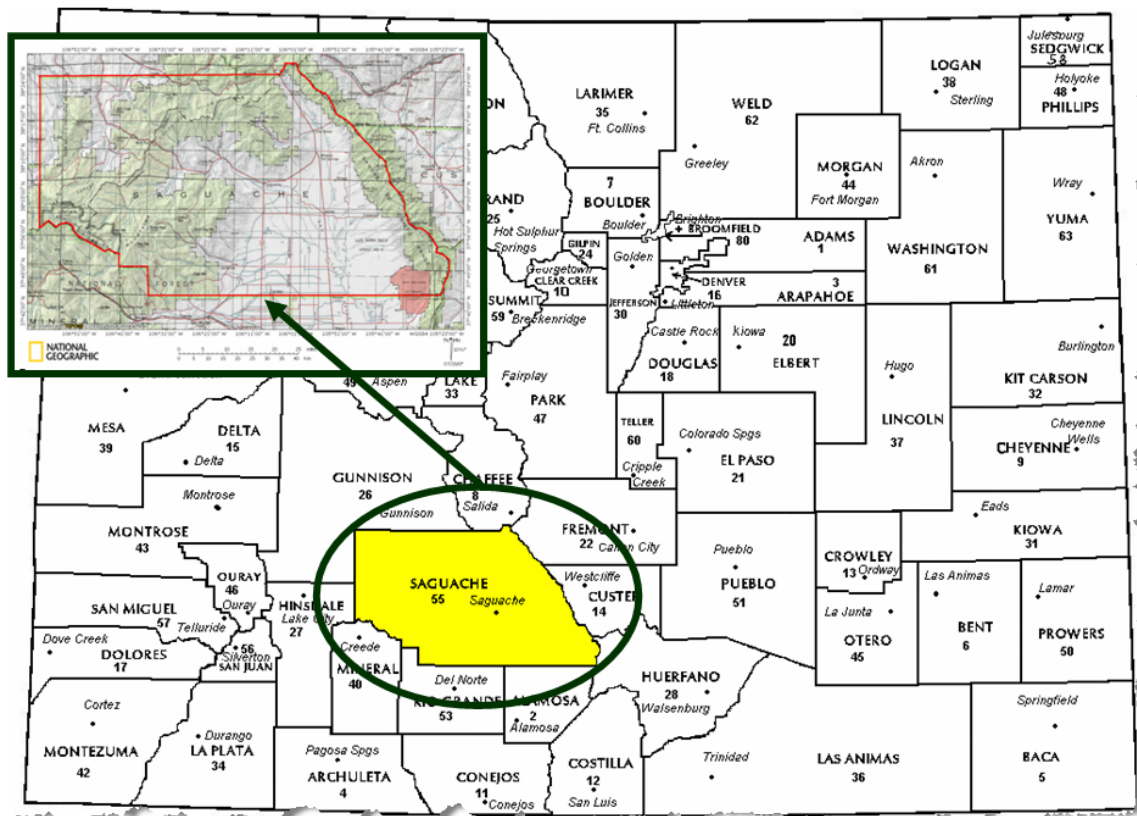 SAGUACHE
NATIONAL FOREST
NATIONAL
GEOGRAPHIC
Julesburg
SEDGWICK
58
Holyoke
48
PHILLIPS
LOGAN
38
Sterling
LARIMER
35
Ft. Collins
WELD
62
Greeley
MORGAN
44
Fort Morgan
Akron
WASHINGTON
61
Wray
YUMA
63
7
BOULDER
Boulder
Brighton
BROOMFIELD
80
ADAMS
1
RAND
25
Hot Sulphur
Springs
GILPIN
24
Golden
Georgetown
CLEAR CREEK
10
DENVER
16
3
ARAPAHOE
Littleton
JEFFERSON
30
SUMMIT
59
Breckenridge
Castle Rock
DOUGLAS
18
Kiowa
20
ELBERT
Burlington
KIT CARSON
32
Hugo
LINCOLN
37
Cheyenne
Wells
CHEYENNE
9
49
Aspen
LAKE
33
Fairplay
PARK
47
TELLER
60
Cripple
Creek
Colorado Spgs
EL PASO
21
MESA
39
DELTA
15
Delta
GUNNISON
26
Gunnison
CHAFFEE
8
Salida
Montrose
MONTROSE
43
FREMONT
22
Canon City
Eads
KIOWA
31
CROWLEY
13
Ordway
Pueblo
PUEBLO
51
OURAY
46
Ouray
SAGUACHE
55
Saguache
Westcliffe
CUSTER
14
Las Animas
BENT
6
Lamar
PROWERS
50
La Junta
OTERO
45
SAN MIGUEL
57
Telluride
HINSDALE
Lake City
27
Dove Creek
DOLORES
17
56
Silverton
SAN JUAN
Creede
MINERAL
40
Del Norte
RIO GRANDE
53
ALAMOSA
2
Alamosa
HUERFANO
28
Walsenburg
Springfield
BACA
5
Cortez
MONTEZUMA
42
Durango
LA PLATA
34
Pagosa Spgs
ARCHULETA
4
CONEJOS
11
Conejos
COSTILLA
12
San Luis
Trinidad
LAS ANIMAS
36